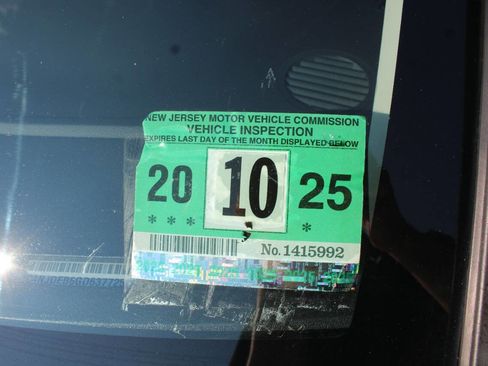 NEW JERSEY MOTOR VEHICLE COMMISSION
VEHICLE INSPECTION
EXPIRES LAST DAY OF THE MONTH DISPLAYED BELOW
20 10 25
* * * *
No. 1415992